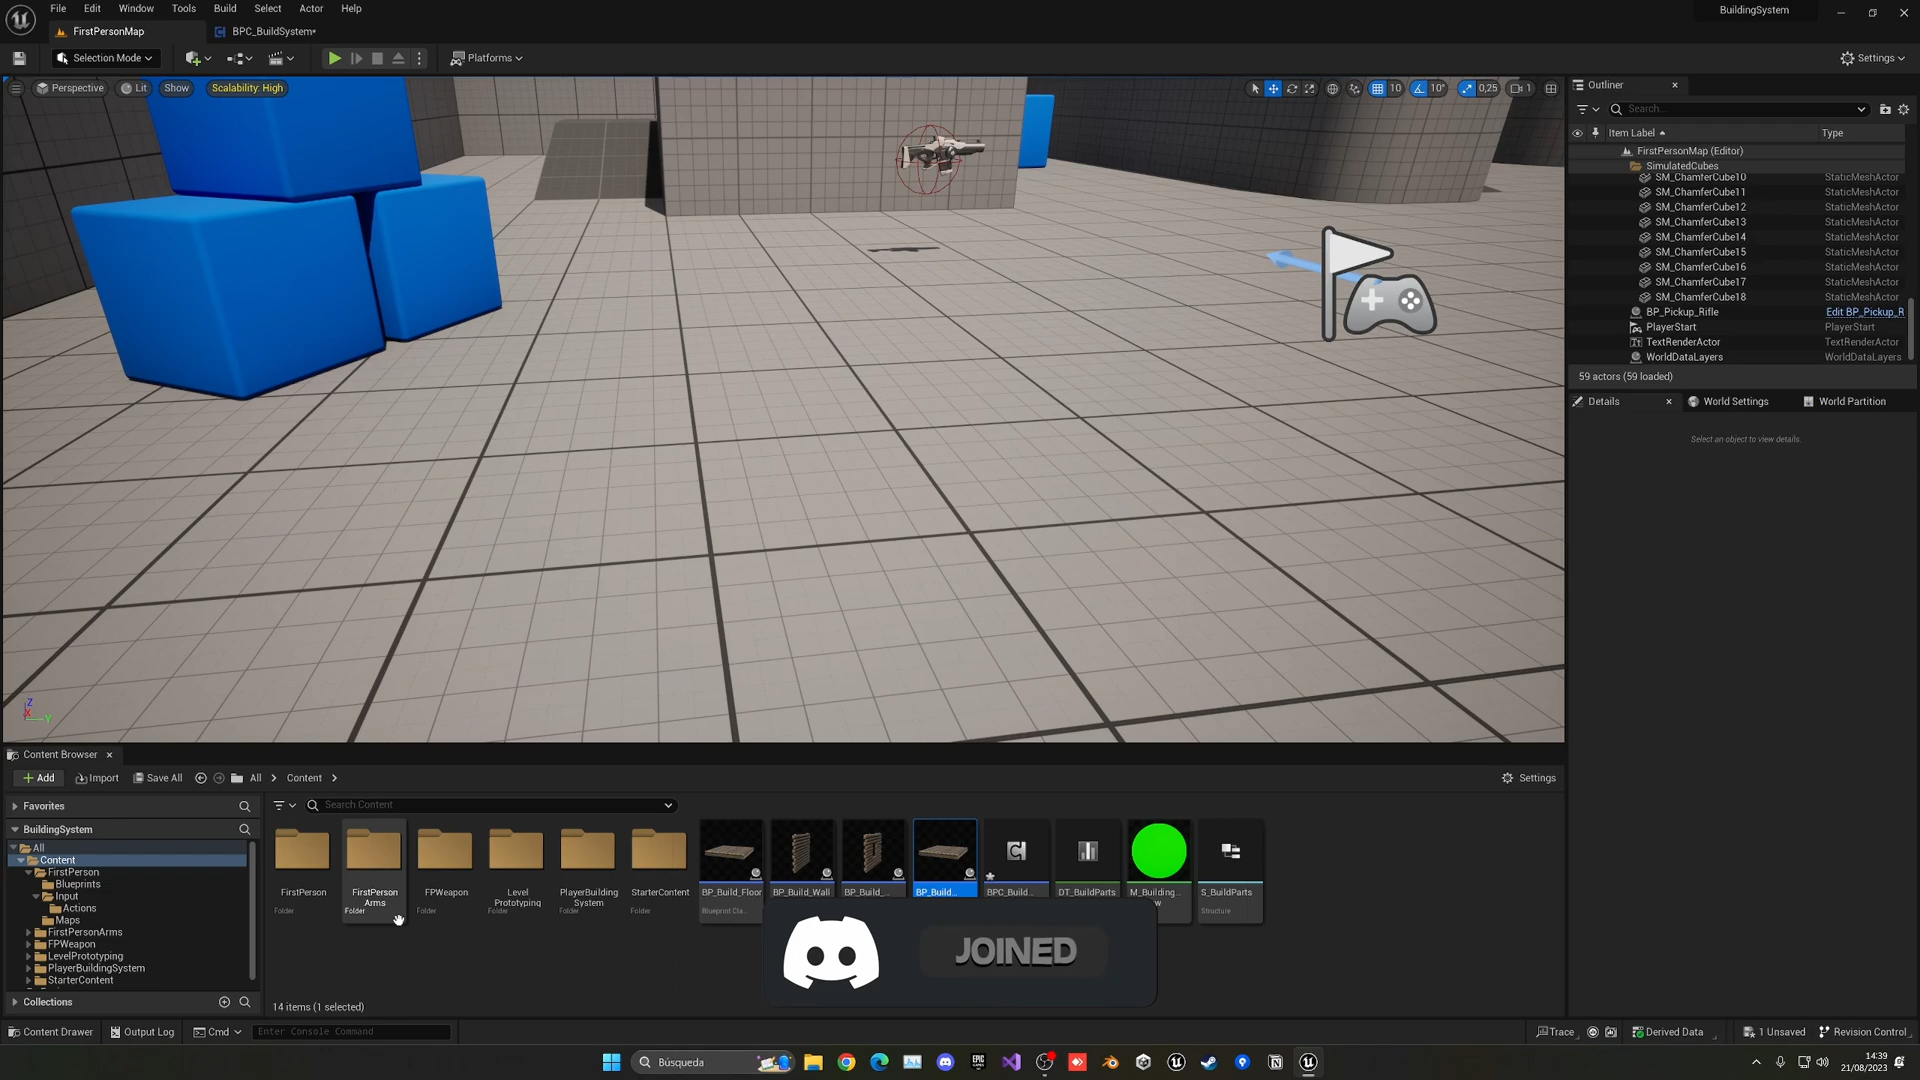 File Edit Window Tools Build Select Actor Help
BuildingSystem
FirstPersonMap
BPC_BuildSystem*
Selection Mode
Platforms
Settings
Perspective
Lit
Show
Scalability: High
10
10°
0,25
1
Outliner
Search...
Item Label
Type
FirstPersonMap (Editor)
SimulatedCubes
SM_ChamferCube10 StaticMeshActor
SM_ChamferCube11 StaticMeshActor
SM_ChamferCube12 StaticMeshActor
SM_ChamferCube13 StaticMeshActor
SM_ChamferCube14 StaticMeshActor
SM_ChamferCube15 StaticMeshActor
SM_ChamferCube16 StaticMeshActor
SM_ChamferCube17 StaticMeshActor
SM_ChamferCube18 StaticMeshActor
BP_Pickup_Rifle Edit BP_Pickup_R
PlayerStart PlayerStart
TextRenderActor TextRenderActor
WorldDataLayers WorldDataLayers
59 actors (59 loaded)
Details
World Settings
World Partition
Select an object to view details.
Z
X
Y
Content Browser
Add
Import
Save All
All
Content
Settings
Favorites
Search Content
BuildingSystem
All
Content
FirstPerson
Blueprints
Input
Actions
Maps
FirstPersonArms
FPWeapon
LevelPrototyping
PlayerBuildingSystem
StarterContent
Collections
FirstPerson
Folder
FirstPerson
Arms
Folder
FPWeapon
Folder
Level
Prototyping
Folder
PlayerBuilding
System
Folder
StarterContent
Folder
BP_Build_Floor
Blueprint Cla...
BP_Build_Wall
BP_Build_...
BP_Build...
BPC_Build...
DT_BuildParts
M_Building...
S_BuildParts
Structure
JOINED
14 items (1 selected)
Content Drawer
Output Log
Cmd
Enter Console Command
Trace
Derived Data
1 Unsaved
Revision Control
Búsqueda
EPIC
GAMES
14:39
21/08/2023